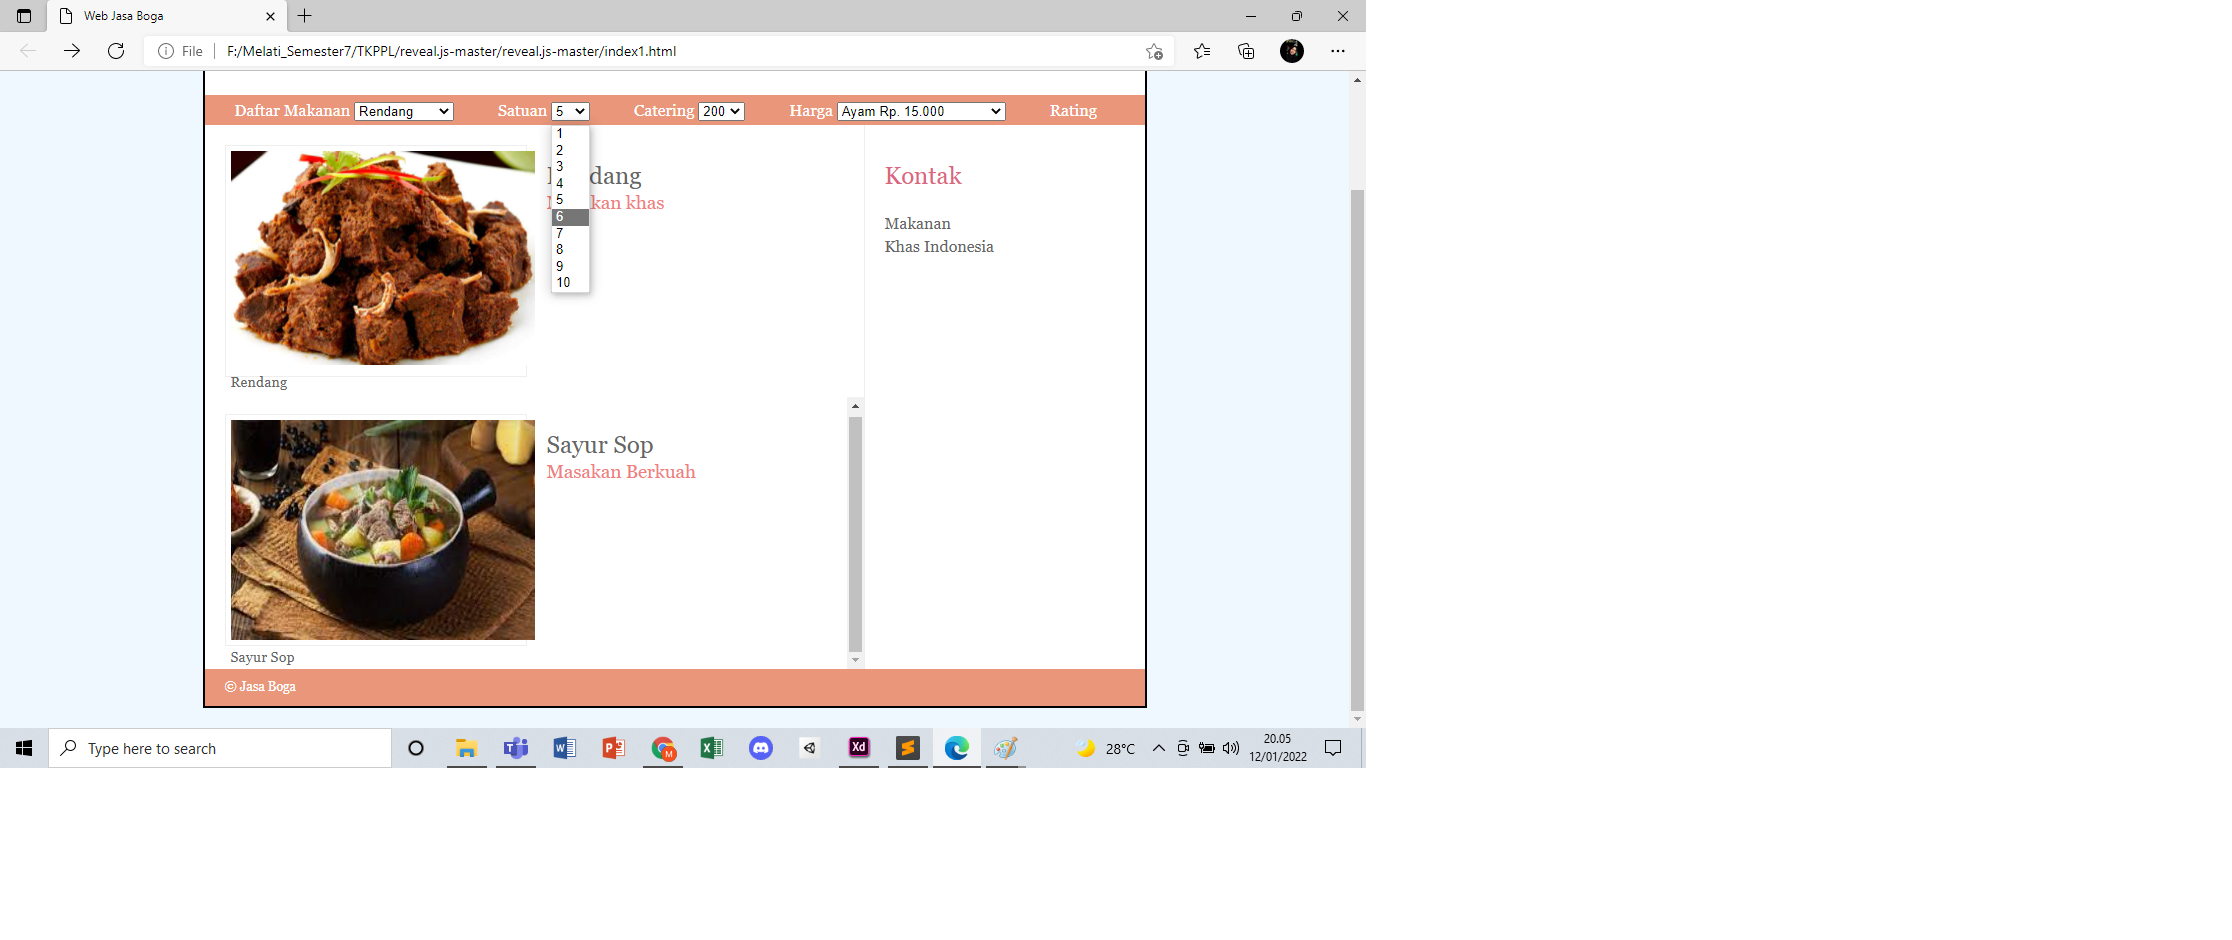 Web Jasa Boga
File
F:/Melati_Semester7/TKPPL/reveal.js-master/reveal.js-master/index1.html
Daftar Makanan Rendang Satuan 5 Catering 200 Harga Ayam Rp. 15.000 Rating
1
2
3
4
5
6
7
8
9
10
dang
kan khas
Kontak
Makanan
Khas Indonesia
Rendang
Sayur Sop
Masakan Berkuah
Sayur Sop
© Jasa Boga
Type here to search
28°C
20.05
12/01/2022